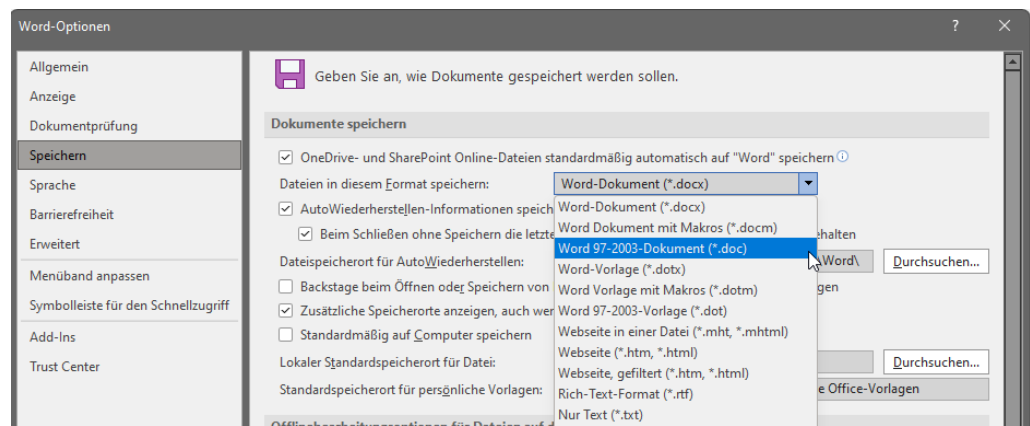 Word-Optionen
?
Allgemein
Anzeige
Dokumentprüfung
Speichern
Sprache
Barrierefreiheit
Erweitert
Menüband anpassen
Symbolleiste für den Schnellzugriff
Add-Ins
Trust Center
Geben Sie an, wie Dokumente gespeichert werden sollen.
Dokumente speichern
OneDrive- und SharePoint Online-Dateien standardmäßig automatisch auf "Word" speichern
Dateien in diesem Format speichern:
Word-Dokument (*.docx)
AutoWiederherstellen-Informationen speich
Beim Schließen ohne Speichern die letzte
ehalten
Dateispeicherort für AutoWiederherstellen:
\Word\
Durchsuchen...
Backstage beim Öffnen oder Speichern von
gen
Zusätzliche Speicherorte anzeigen, auch wer
Standardmäßig auf Computer speichern
Lokaler Standardspeicherort für Datei:
Durchsuchen...
Standardspeicherort für persönliche Vorlagen:
e Office-Vorlagen
Word-Dokument (*.docx)
Word Dokument mit Makros (*.docm)
Word 97-2003-Dokument (*.doc)
Word-Vorlage (*.dotx)
Word Vorlage mit Makros (*.dotm)
Word 97-2003-Vorlage (*.dot)
Webseite in einer Datei (*.mht, *.mhtml)
Webseite (*.htm, *.html)
Webseite, gefiltert (*.htm, *.html)
Rich-Text-Format (*.rtf)
Nur Text (*.txt)